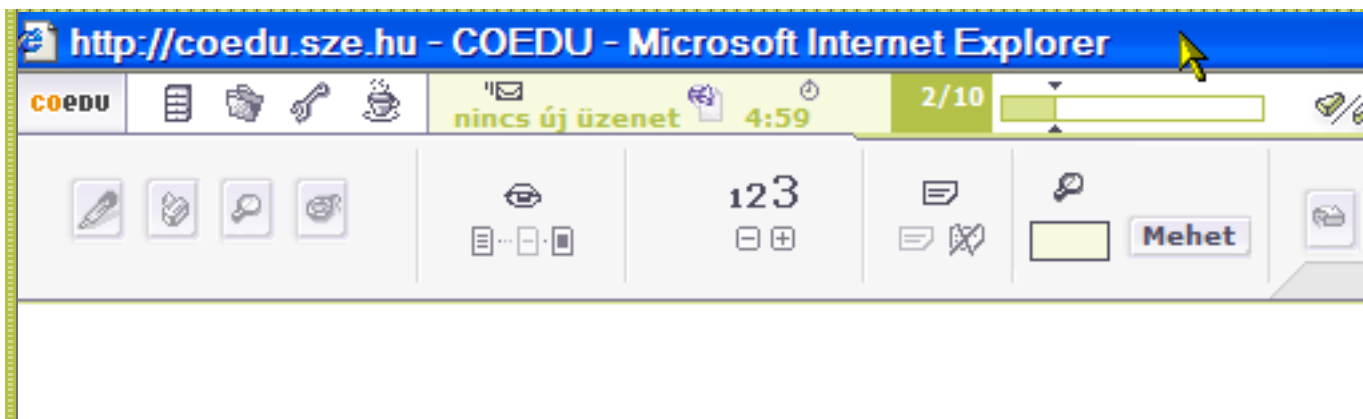 http://coedu.sze.hu - COEDU - Microsoft Internet Explorer
COEDU
nincs új üzenet 4:59
2/10
123
Mehet